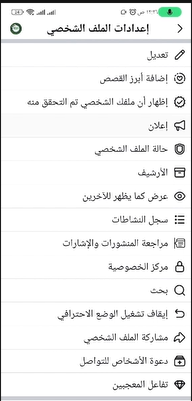 إعدادات الملف الشخصي
تعديل
إضافة أبرز القصص
إظهار أن ملفك الشخصي تم التحقق منه
إعلان
حالة الملف الشخصي
الأرشيف
عرض كما يظهر للآخرين
سجل النشاطات
مراجعة المنشورات والإشارات
مركز الخصوصية
بحث
إيقاف تشغيل الوضع الاحترافي
مشاركة الملف الشخصي
دعوة الأشخاص للتواصل
تفاعل المعجبين